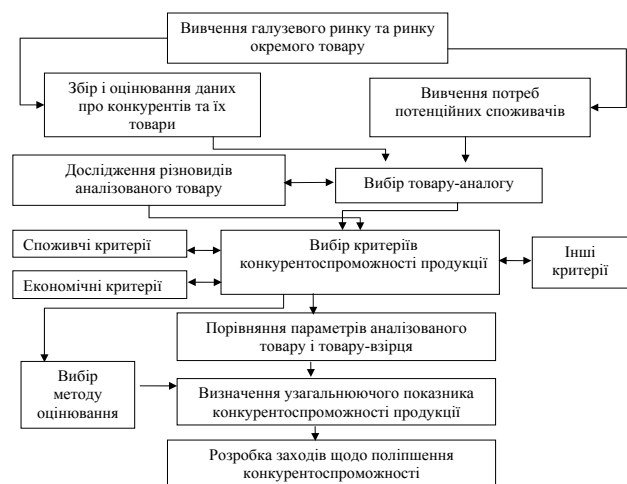 Вивчення галузевого ринку та ринку
окремого товару
Збір і оцінювання даних
про конкурентів та їх
товари
Вивчення потреб
потенційних споживачів
Дослідження різновидів
аналізованого товару
Вибір товару-аналогу
Споживчі критерії
Економічні критерії
Вибір критеріїв
конкурентоспроможності продукції
Інші
критерії
Порівняння параметрів аналізованого
товару і товару-взірця
Вибір
методу
оцінювання
Визначення узагальнюючого показника
конкурентоспроможності продукції
Розробка заходів щодо поліпшення
конкурентоспроможності